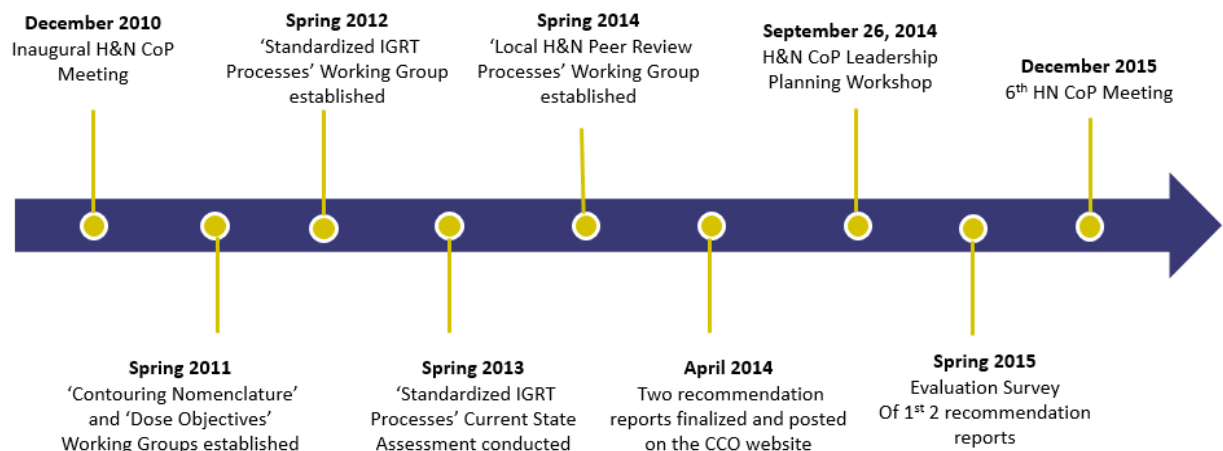 December 2010
Inaugural H&N CoP
Meeting
Spring 2012
‘Standardized IGRT
Processes’ Working Group
established
Spring 2014
‘Local H&N Peer Review
Processes’ Working Group
established
September 26, 2014
H&N CoP Leadership
Planning Workshop
December 2015
6th HN CoP Meeting
Spring 2011
‘Contouring Nomenclature’
and ‘Dose Objectives’
Working Groups established
Spring 2013
‘Standardized IGRT
Processes’ Current State
Assessment conducted
April 2014
Two recommendation
reports finalized and posted
on the CCO website
Spring 2015
Evaluation Survey
Of 1st 2 recommendation
reports